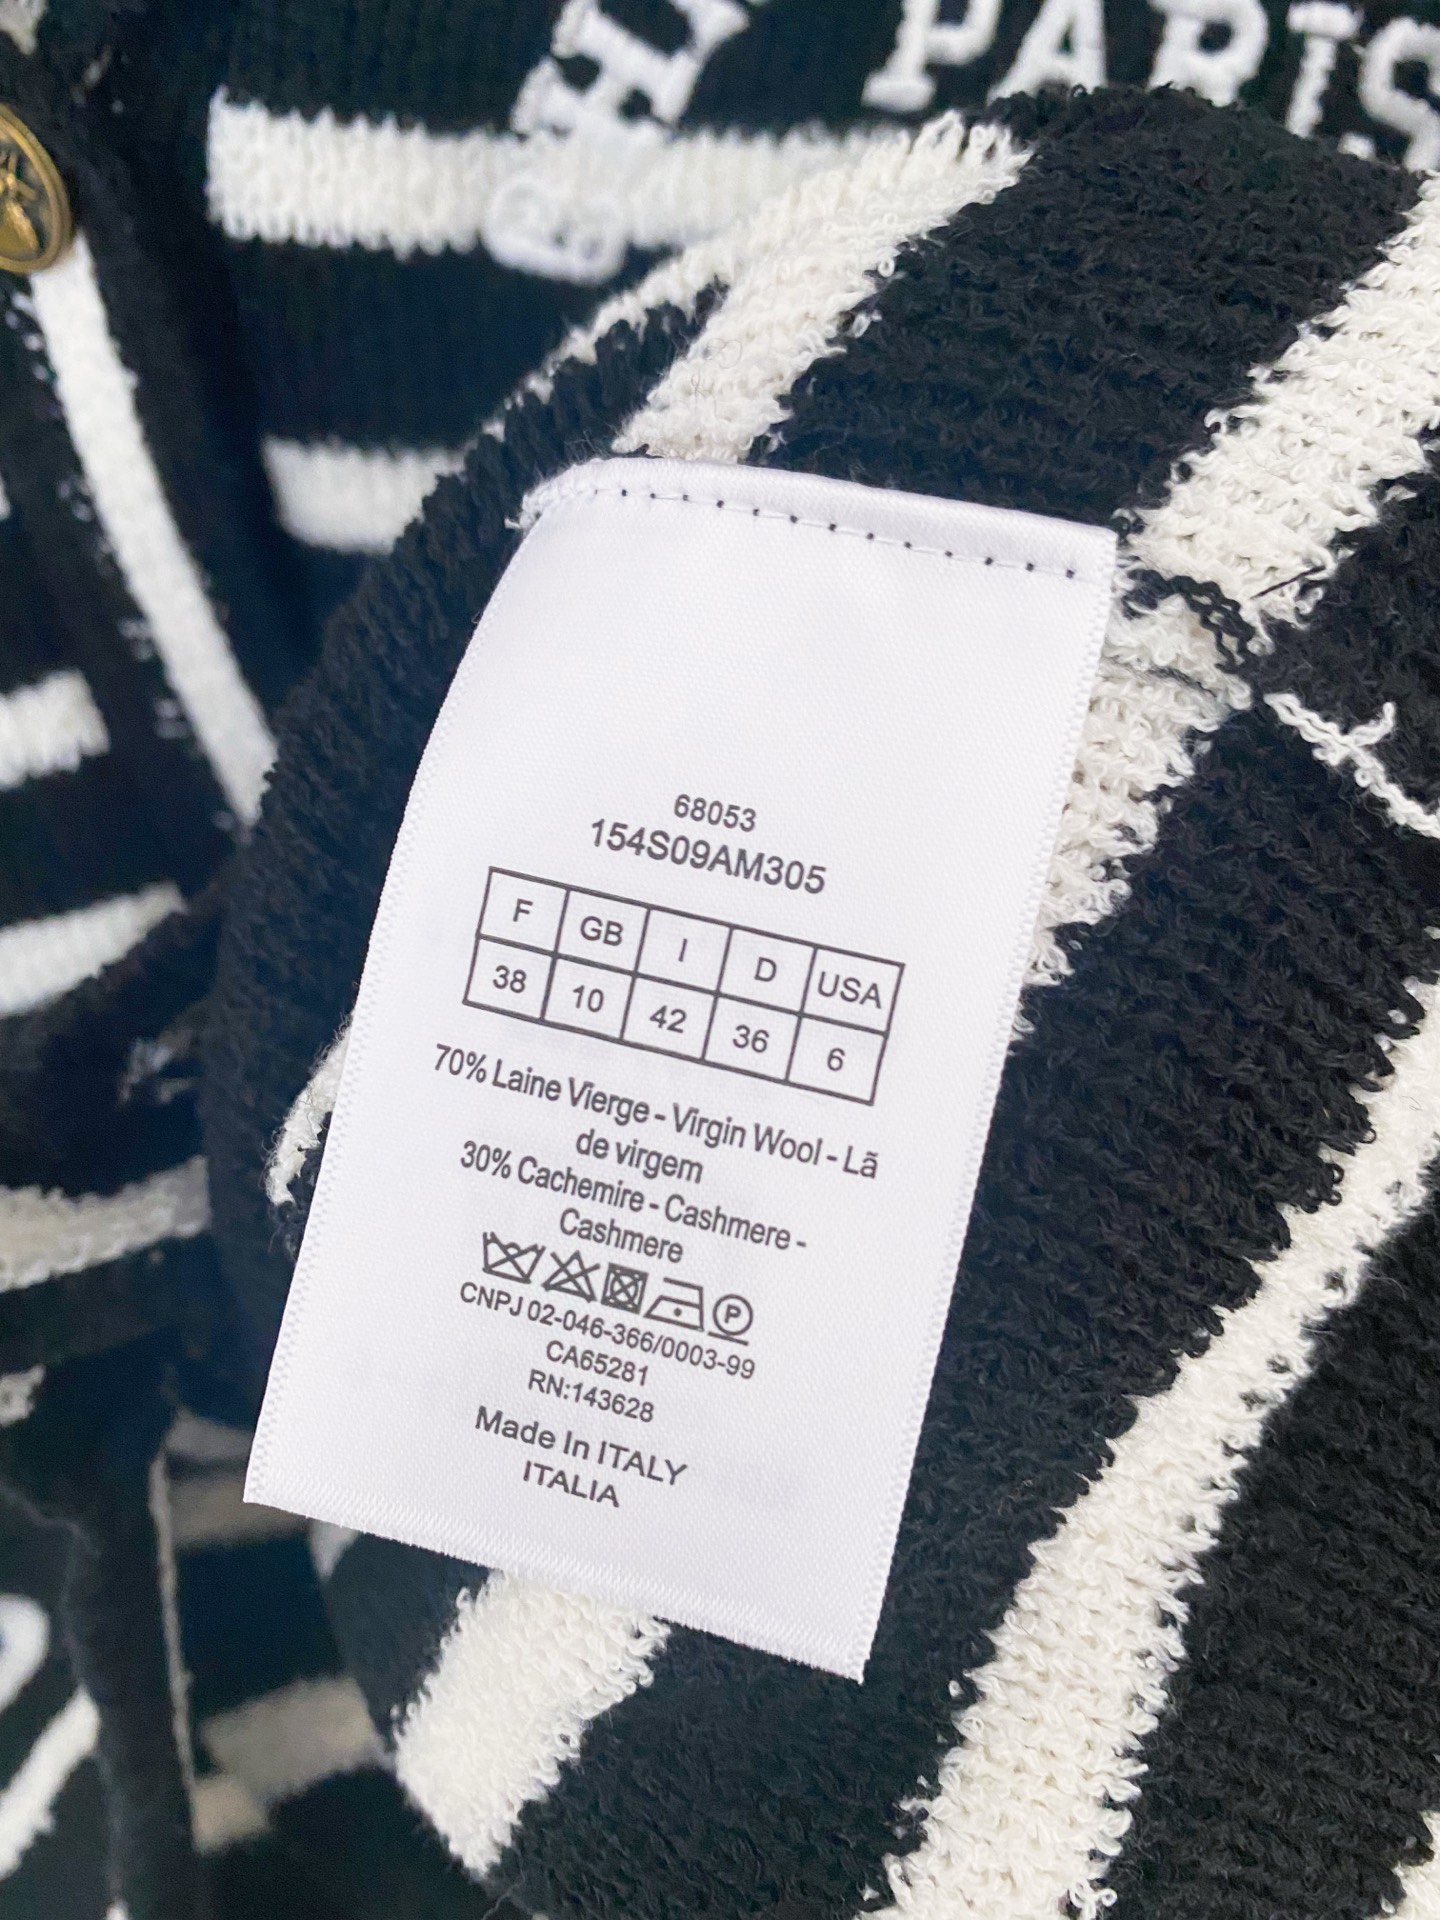 H PARIS
68053
154S09AM305
F GB I D USA
38 10 42 36 6
70% Laine Vierge - Virgin Wool - Lã
de virgem
30% Cachemire - Cashmere -
Cashmere
P
CNPJ 02-046-366/0003-99
CA65281
RN:143628
Made In ITALY
ITALIA